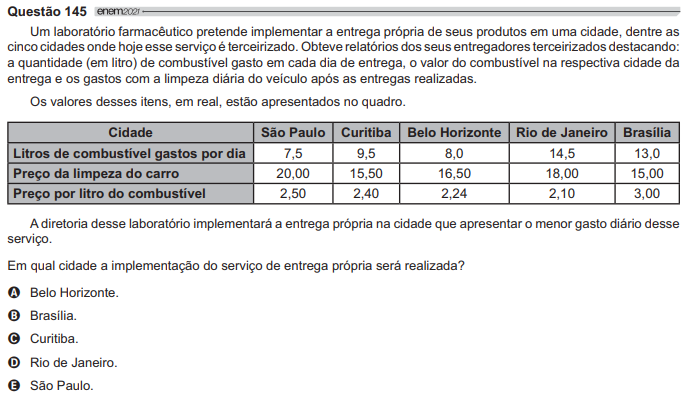 Questão 145 enem2021
Um laboratório farmacêutico pretende implementar a entrega própria de seus produtos em uma cidade, dentre as
cinco cidades onde hoje esse serviço é terceirizado. Obteve relatórios dos seus entregadores terceirizados destacando:
a quantidade (em litro) de combustível gasto em cada dia de entrega, o valor do combustível na respectiva cidade da
entrega e os gastos com a limpeza diária do veículo após as entregas realizadas.
Os valores desses itens, em real, estão apresentados no quadro.
Cidade São Paulo Curitiba Belo Horizonte Rio de Janeiro Brasília
Litros de combustível gastos por dia 7,5 9,5 8,0 14,5 13,0
Preço da limpeza do carro 20,00 15,50 16,50 18,00 15,00
Preço por litro do combustível 2,50 2,40 2,24 2,10 3,00
A diretoria desse laboratório implementará a entrega própria na cidade que apresentar o menor gasto diário desse
serviço.
Em qual cidade a implementação do serviço de entrega própria será realizada?
A Belo Horizonte.
B Brasília.
C Curitiba.
D Rio de Janeiro.
E São Paulo.